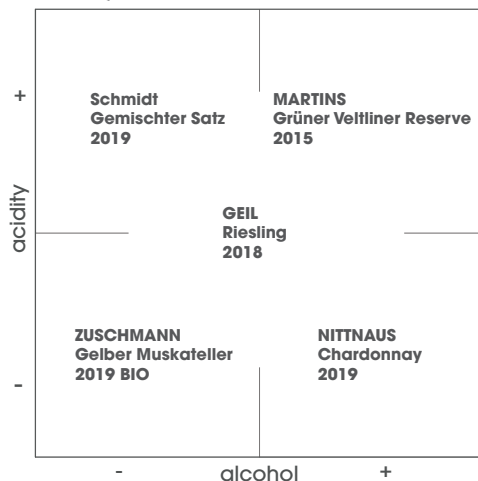 +
Schmidt
Gemischter Satz
2019
MARTINS
Grüner Veltliner Reserve
2015
acidity
GEIL
Riesling
2018
ZUSCHMANN
Gelber Muskateller
2019 BIO
NITTNAUS
Chardonnay
2019
-
- alcohol +